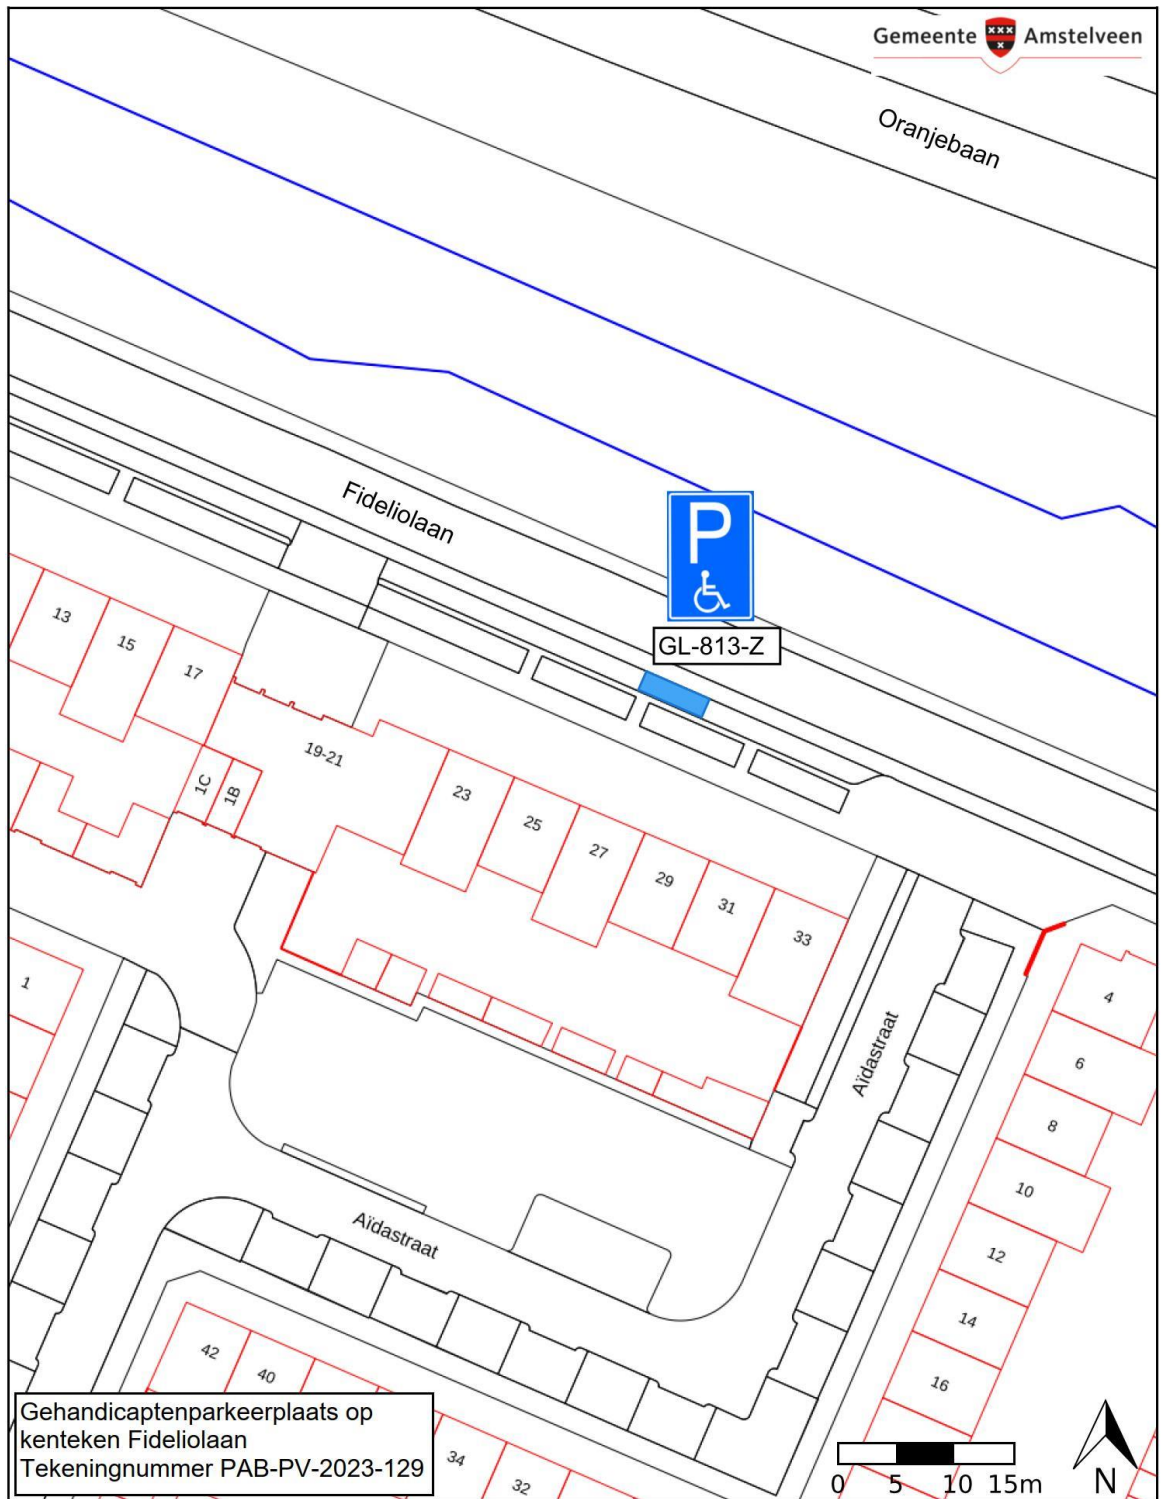 Gemeente Amstelveen
Oranjebaan
Fideliolaan
P
GL-813-Z
13
15
17
19-21
1C
1B
23
25
27
29
31
33
1
4
6
8
10
12
14
16
Aïdastraat
Aïdastraat
42
40
34
32
Gehandicaptenparkeerplaats op
kenteken Fideliolaan
Tekeningnummer PAB-PV-2023-129
0 5 10 15m
N